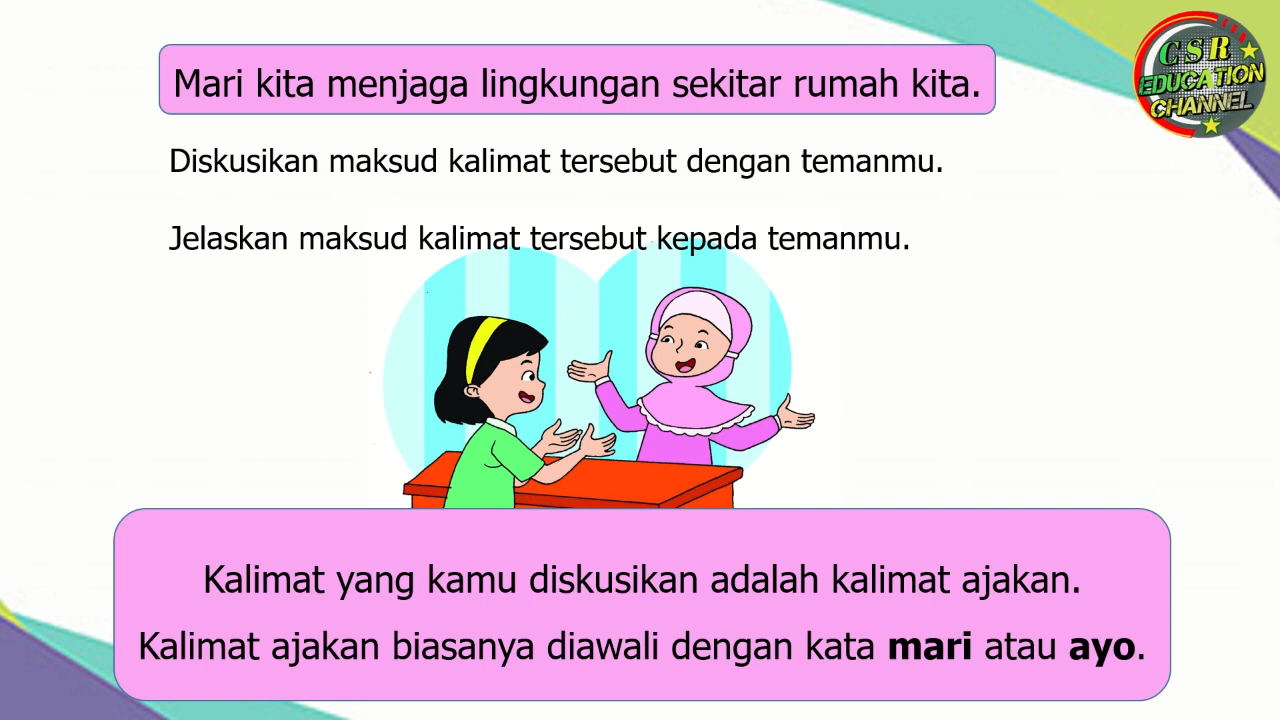 Mari kita menjaga lingkungan sekitar rumah kita.
CSR
EDUCATION
CHANNEL
Diskusikan maksud kalimat tersebut dengan temanmu.
Jelaskan maksud kalimat tersebut kepada temanmu.
Kalimat yang kamu diskusikan adalah kalimat ajakan.
Kalimat ajakan biasanya diawali dengan kata mari atau ayo.